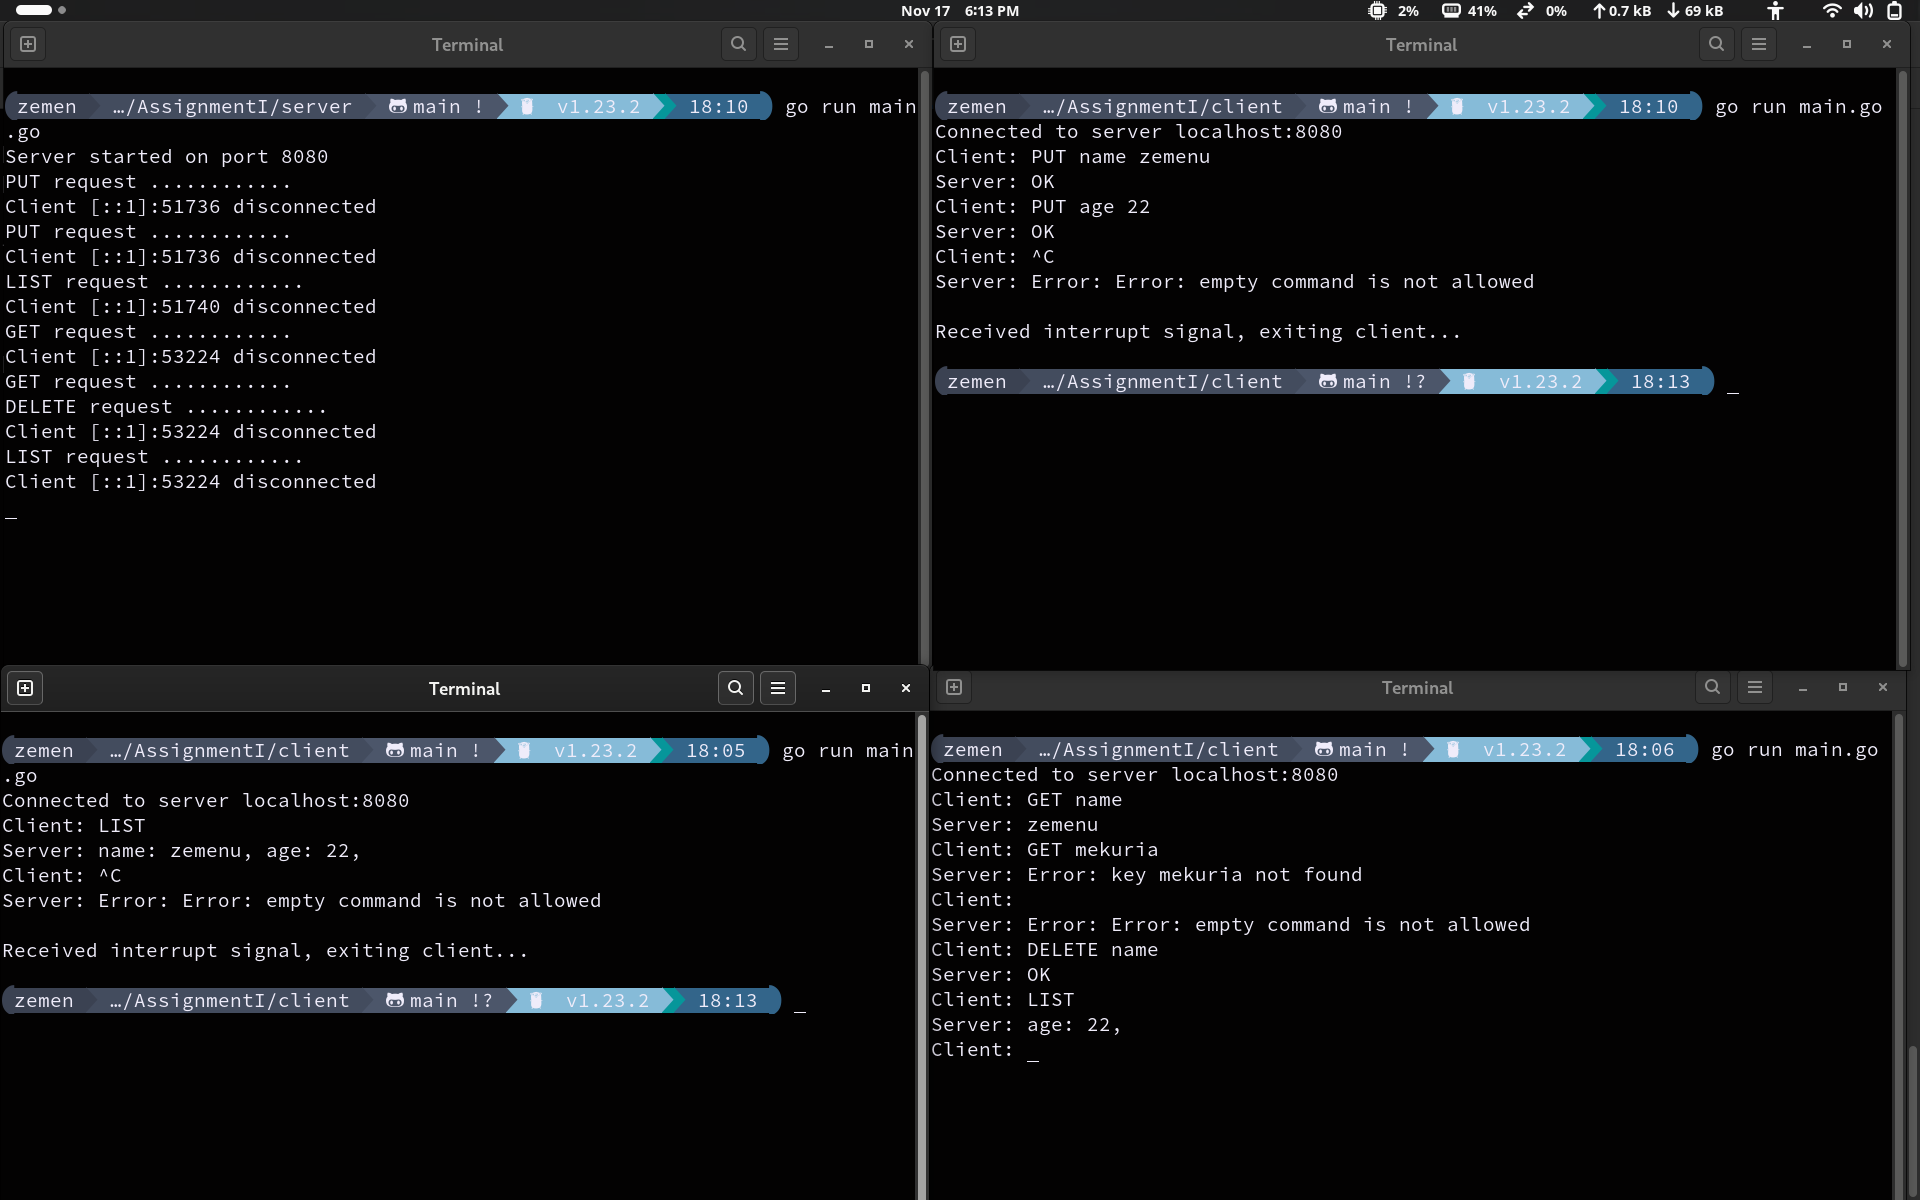 Nov 17 6:13 PM
2% 41% 0% 0.7 kB 69 kB
Terminal
zemen …/AssignmentI/server main ! v1.23.2 18:10 go run main
.go
Server started on port 8080
PUT request ............
Client [::1]:51736 disconnected
PUT request ............
Client [::1]:51736 disconnected
LIST request ............
Client [::1]:51740 disconnected
GET request ............
Client [::1]:53224 disconnected
GET request ............
DELETE request ............
Client [::1]:53224 disconnected
LIST request ............
Client [::1]:53224 disconnected
_
Terminal
zemen …/AssignmentI/client main ! v1.23.2 18:10 go run main.go
Connected to server localhost:8080
Client: PUT name zemenu
Server: OK
Client: PUT age 22
Server: OK
Client: ^C
Server: Error: Error: empty command is not allowed
Received interrupt signal, exiting client...
zemen …/AssignmentI/client main !? v1.23.2 18:13 _
Terminal
zemen …/AssignmentI/client main ! v1.23.2 18:05 go run main
.go
Connected to server localhost:8080
Client: LIST
Server: name: zemenu, age: 22,
Client: ^C
Server: Error: Error: empty command is not allowed
Received interrupt signal, exiting client...
zemen …/AssignmentI/client main !? v1.23.2 18:13 _
Terminal
zemen …/AssignmentI/client main ! v1.23.2 18:06 go run main.go
Connected to server localhost:8080
Client: GET name
Server: zemenu
Client: GET mekuria
Server: Error: key mekuria not found
Client:
Server: Error: Error: empty command is not allowed
Client: DELETE name
Server: OK
Client: LIST
Server: age: 22,
Client: _